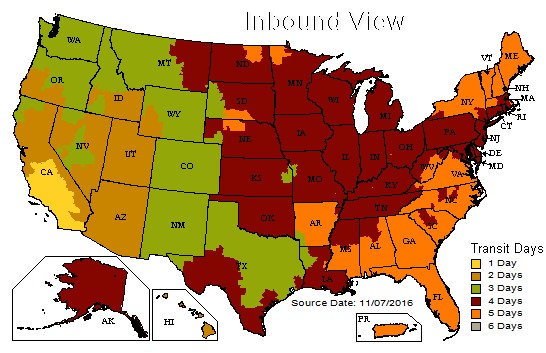 Inbound View
WA
MT
ND
MN
VT
ME
OR
ID
WY
SD
WI
MI
NY
NH
MA
RI
CT
NV
UT
CO
NE
IA
IL
IN
OH
PA
NJ
DE
MD
CA
KS
MO
KY
WV
VA
AZ
NM
OK
AR
TN
NC
SC
TX
LA
MS
AL
GA
FL
AK
HI
PR
Source Date: 11/07/2016
Transit Days
1 Day
2 Days
3 Days
4 Days
5 Days
6 Days